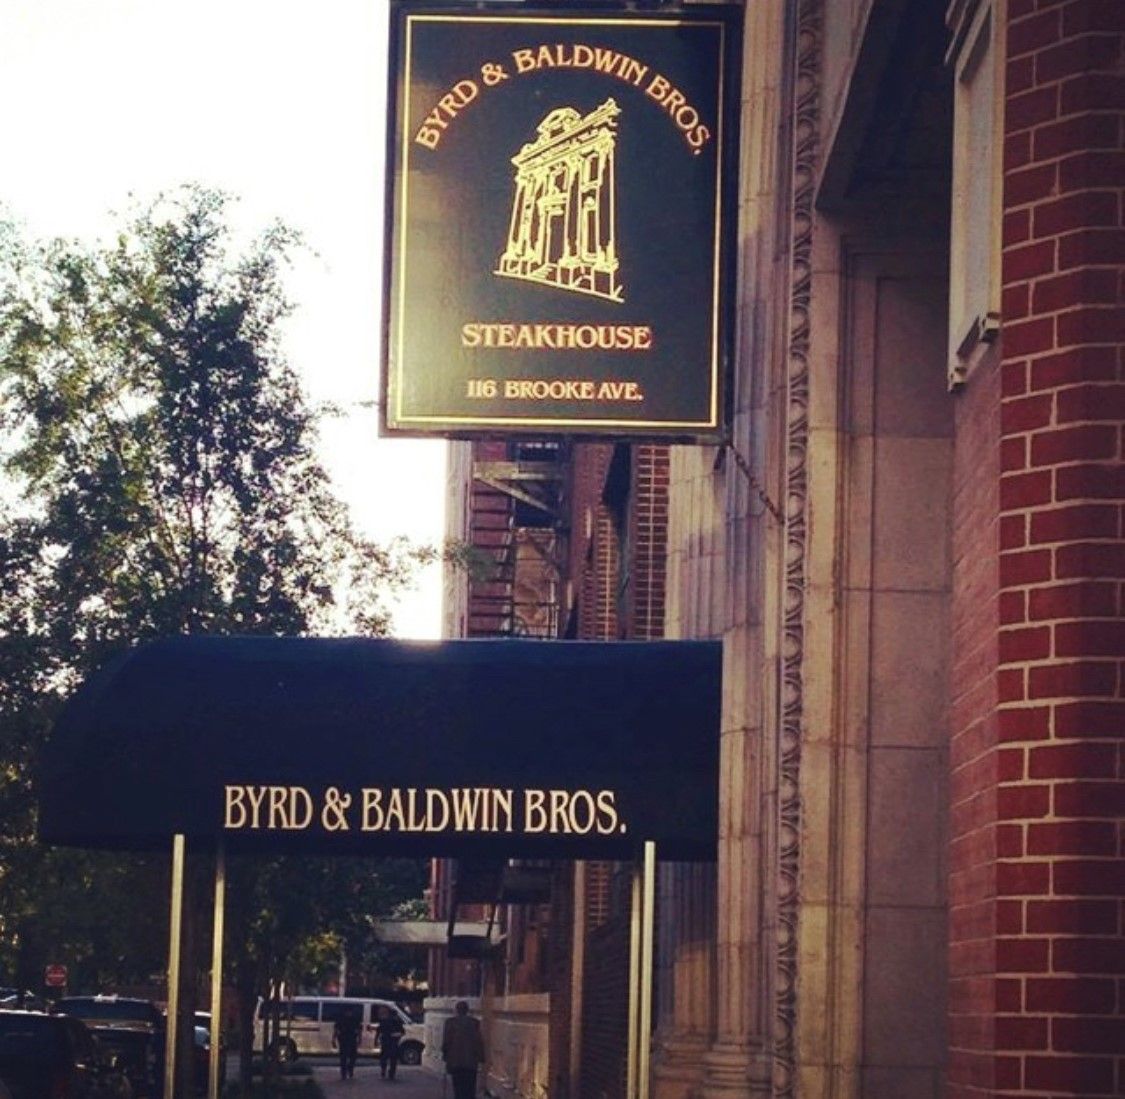 BYRD & BALDWIN BROS.
STEAKHOUSE
116 BROOKE AVE.
BYRD & BALDWIN BROS.